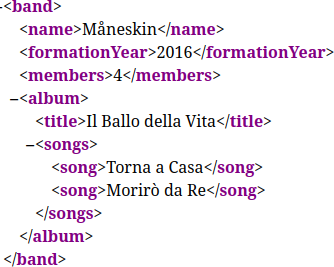 -<band>
<name>Måneskin</name>
<formationYear>2016</formationYear>
<members>4</members>
-<album>
<title>Il Ballo della Vita</title>
-<songs>
<song>Torna a Casa</song>
<song>Morirò da Re</song>
</songs>
</album>
</band>